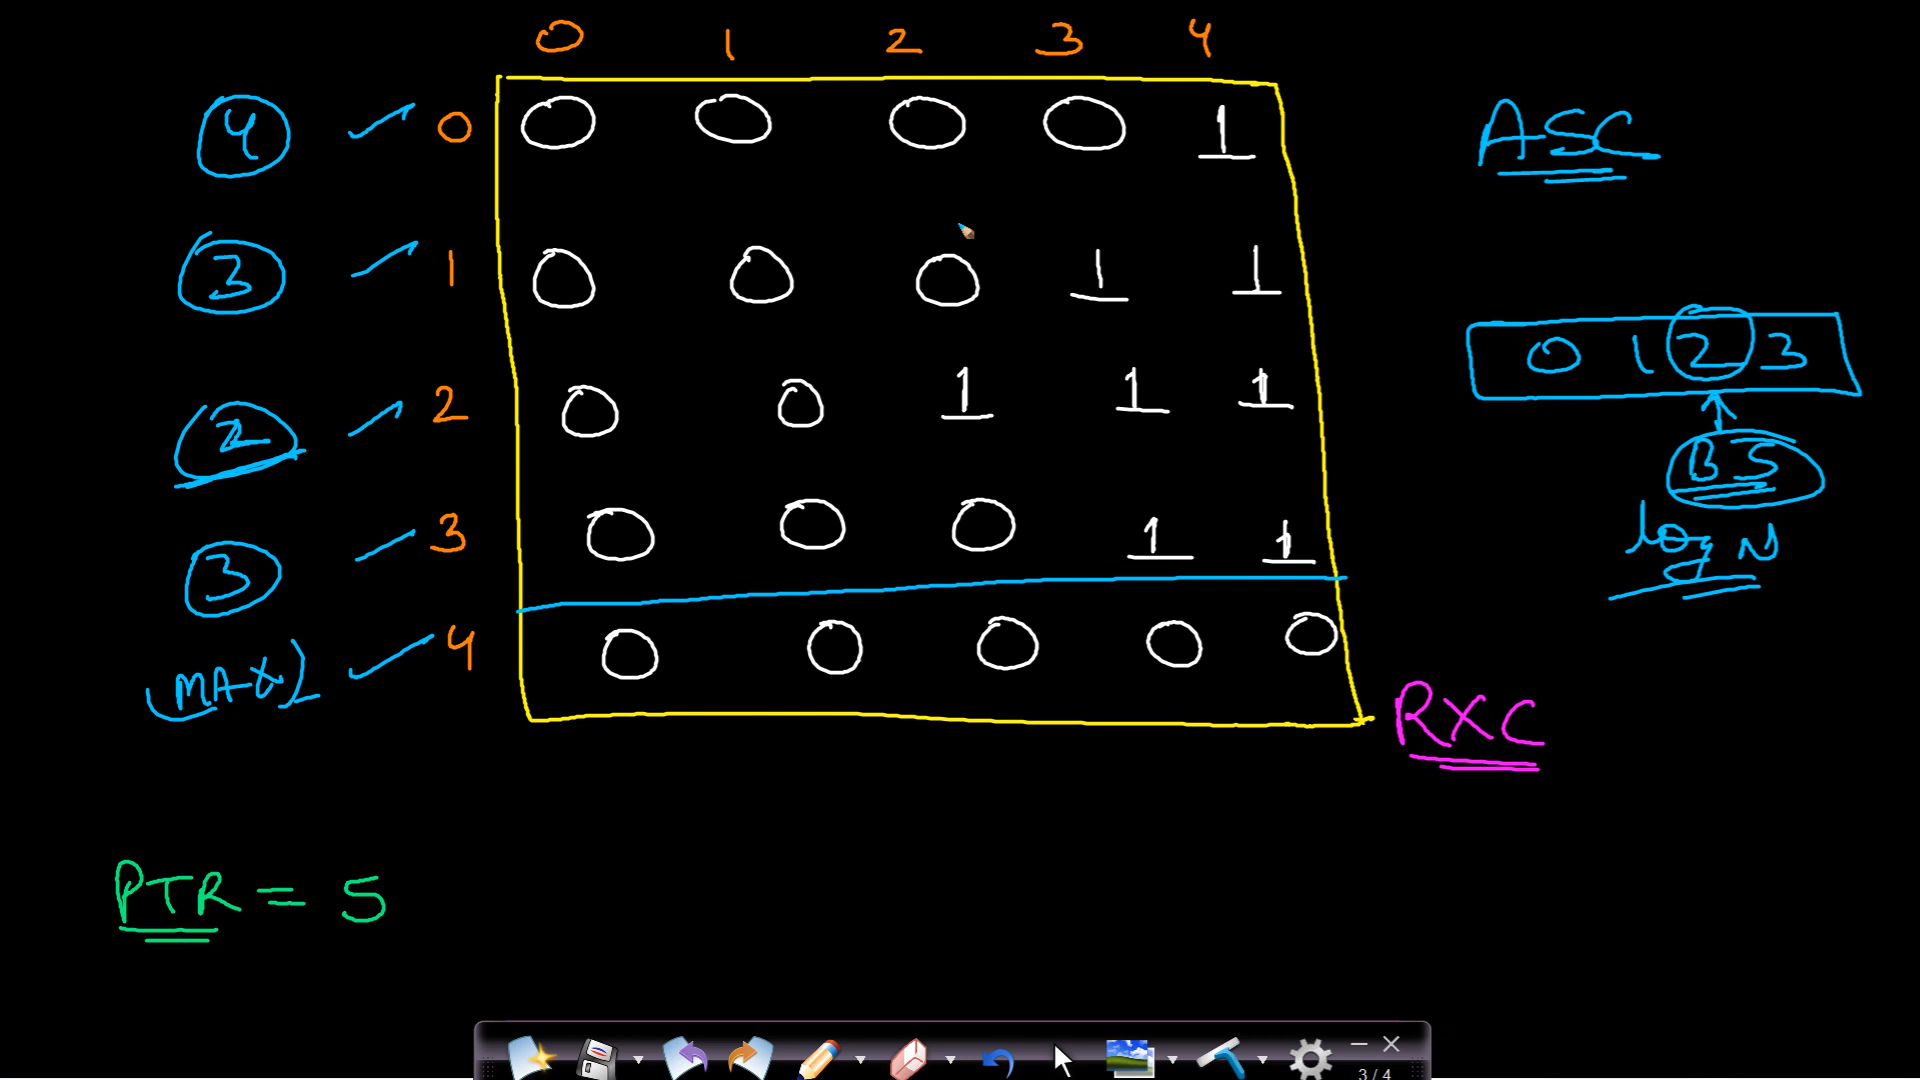 0 1 2 3 4
4 0 0 0 0 0 1 ASC
3 1 0 0 0 1 1
0 1 2 3
2 2 0 0 1 1 1
BS
3 3 0 0 0 1 1
log N
(MAX) 4 0 0 0 0 0
RXC
PTR = 5
3 / 4